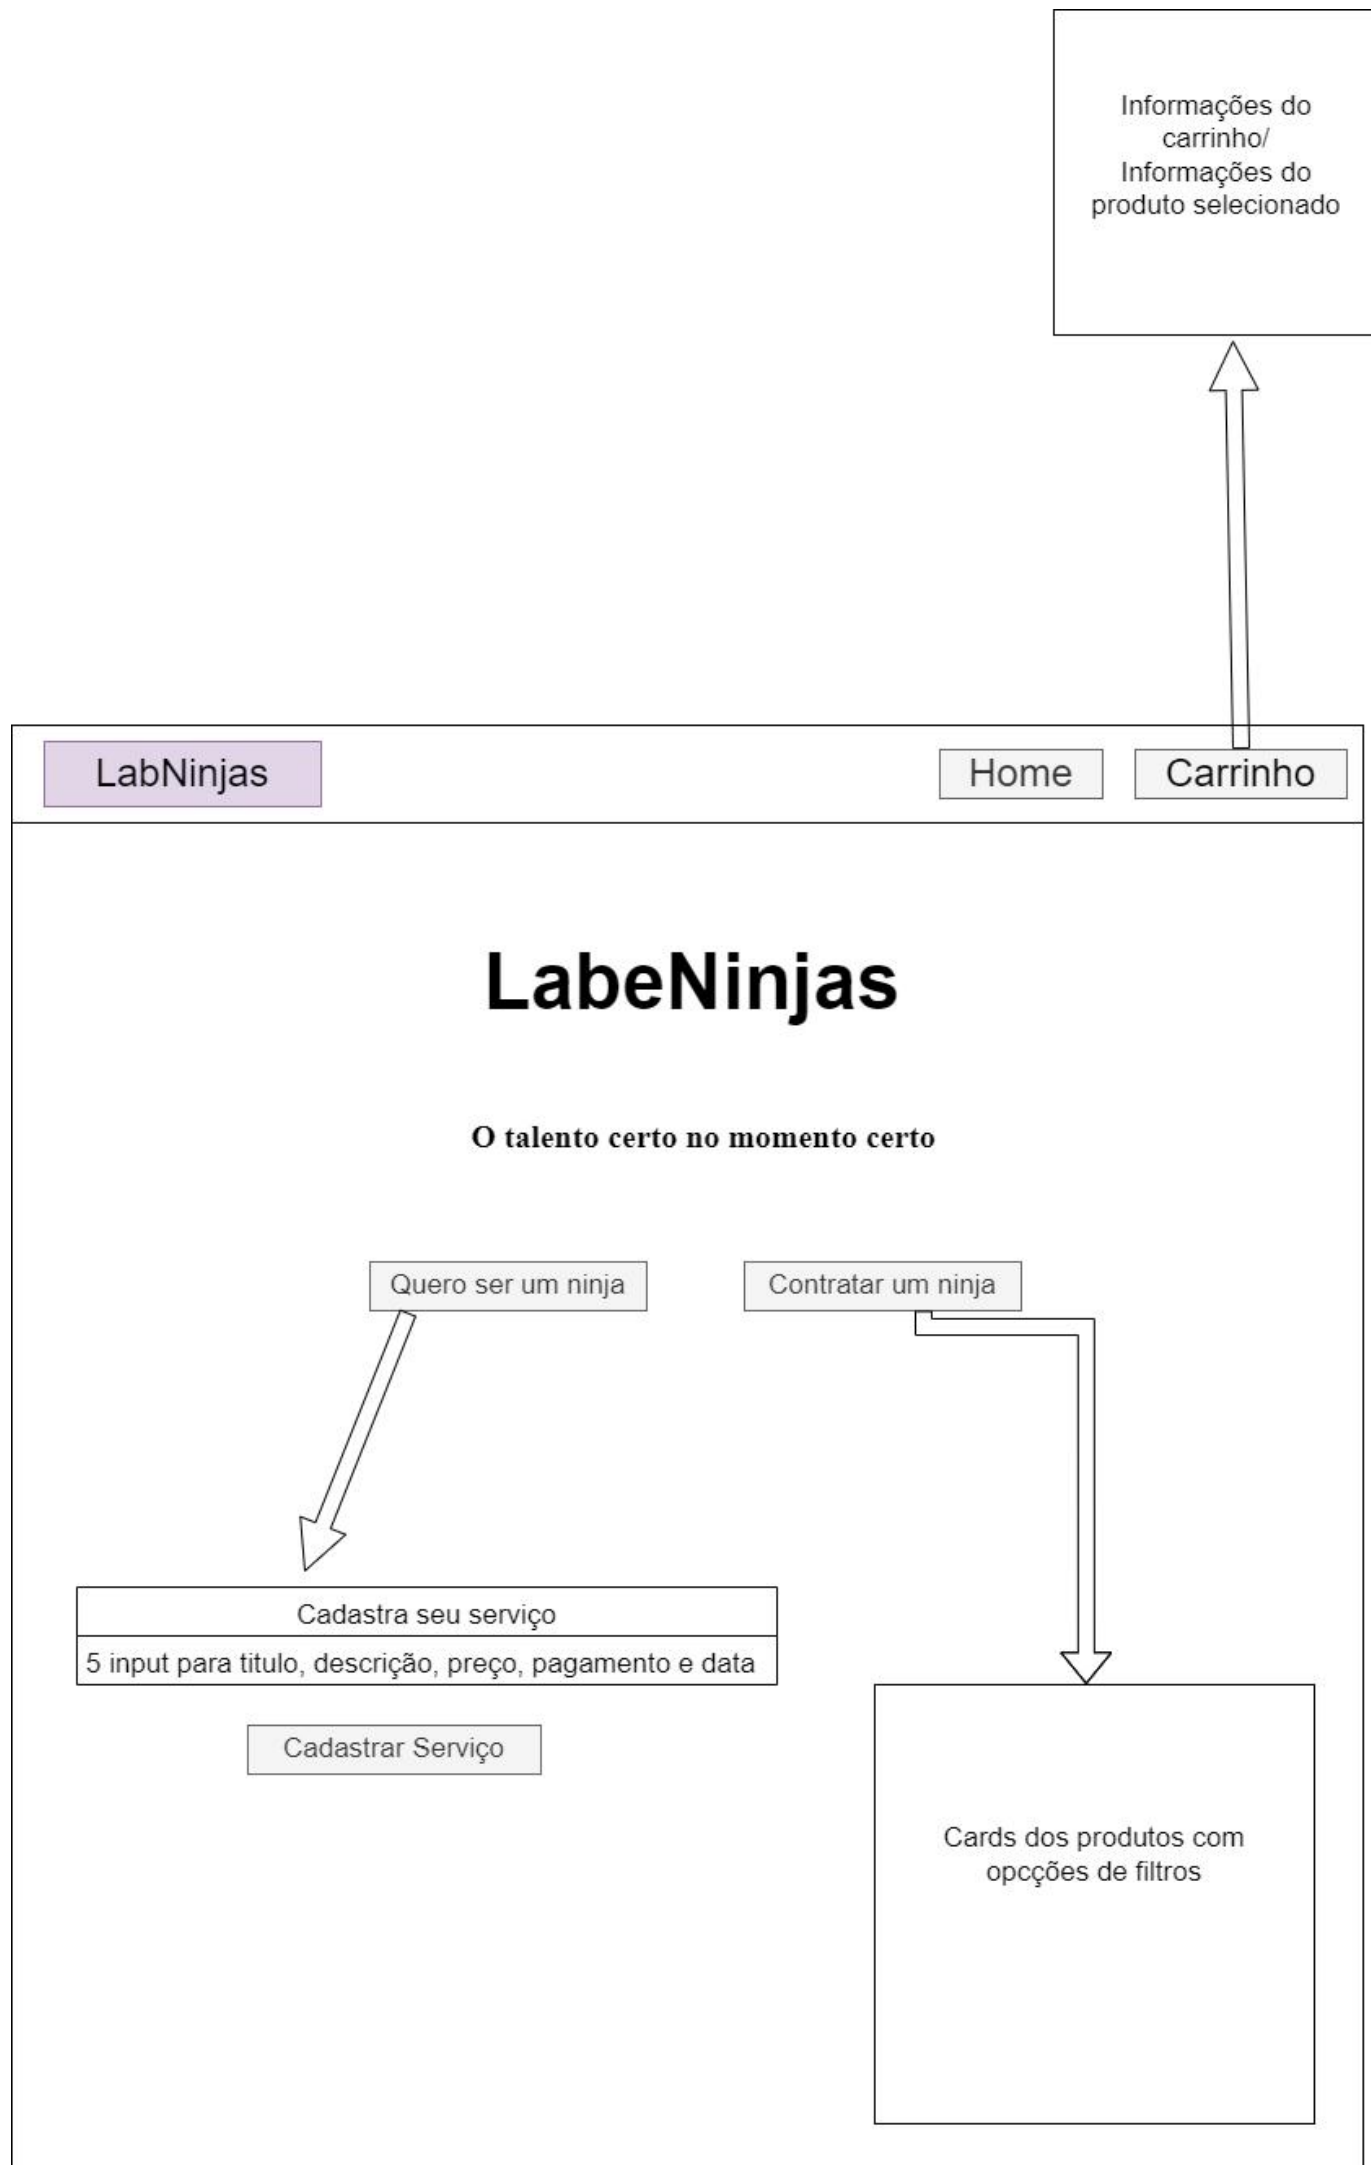 Informações do
carrinho/
Informações do
produto selecionado
LabNinjas
Home
Carrinho
LabeNinjas
O talento certo no momento certo
Quero ser um ninja
Contratar um ninja
Cadastra seu serviço
5 input para titulo, descrição, preço, pagamento e data
Cadastrar Serviço
Cards dos produtos com
opcções de filtros